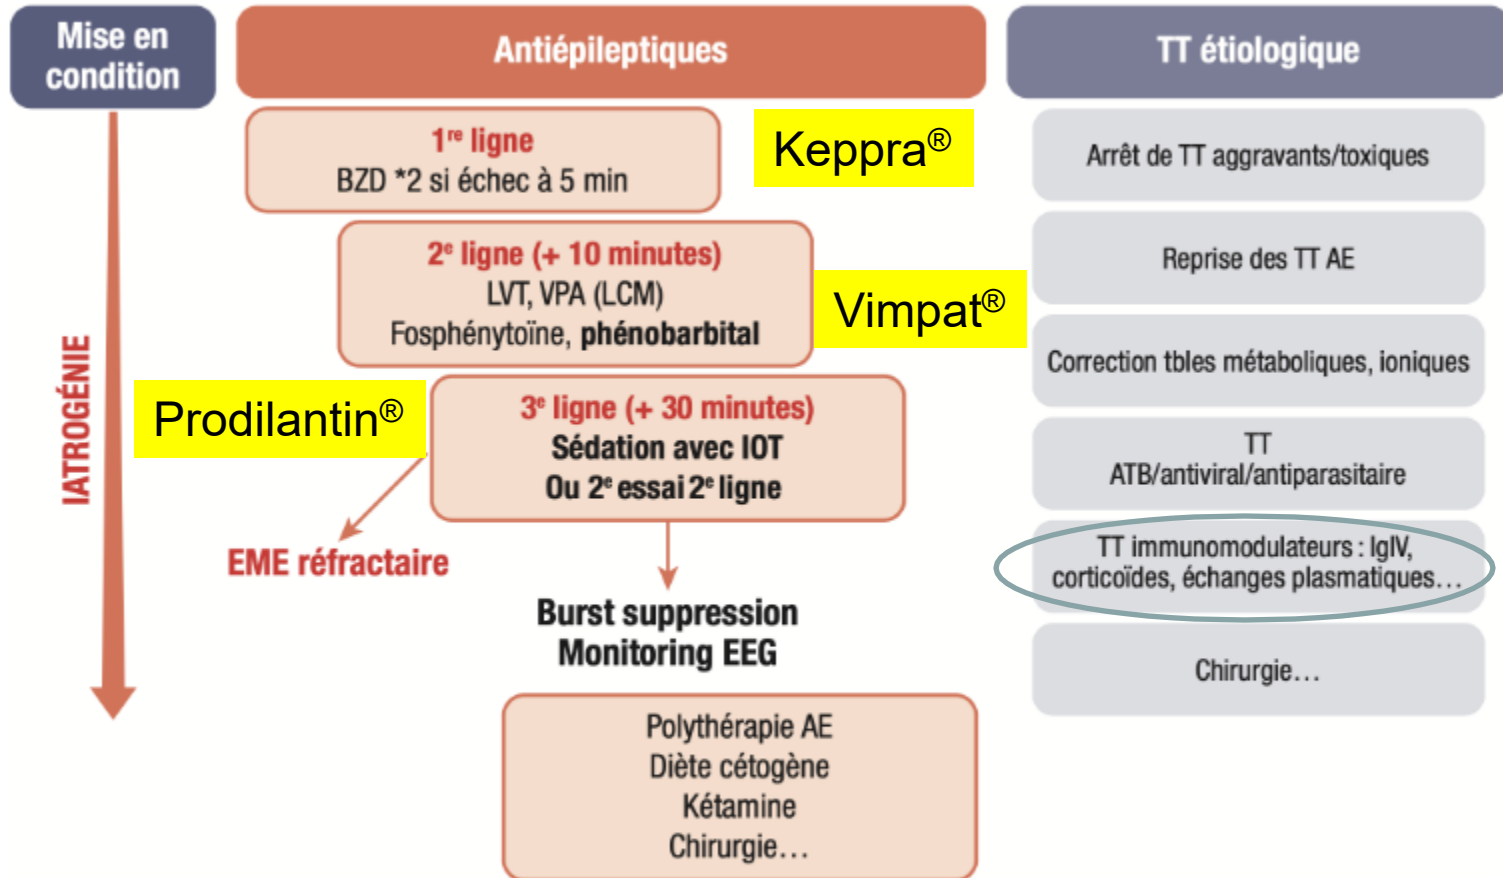 Mise en
condition
Antiépileptiques
TT étiologique
1re ligne
BZD *2 si échec à 5 min
Keppra®
Arrêt de TT aggravants/toxiques
2e ligne (+ 10 minutes)
LVT, VPA (LCM)
Fosphénytoïne, phénobarbital
Vimpat®
Reprise des TT AE
Correction tbles métaboliques, ioniques
IATROGÉNIE
Prodilantin®
3e ligne (+ 30 minutes)
Sédation avec IOT
Ou 2e essai 2e ligne
TT
ATB/antiviral/antiparasitaire
EME réfractaire
TT immunomodulateurs : IgIV,
corticoïdes, échanges plasmatiques…
Burst suppression
Monitoring EEG
Chirurgie…
Polythérapie AE
Diète cétogène
Kétamine
Chirurgie…